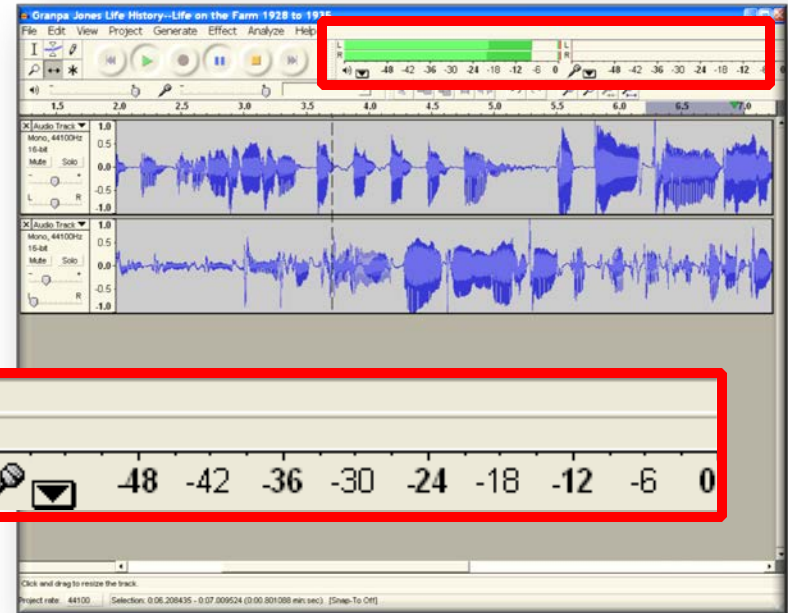 Granpa Jones Life History--Life on the Farm 1928 to 1935
File Edit View Project Generate Effect Analyze Help
L L
R R
-48 -42 -36 -30 -24 -18 -12 -6 0 -48 -42 -36 -30 -24 -18 -12 0
1.5 2.0 2.5 3.0 3.5 4.0 4.5 5.0 5.5 6.0 6.5 7.0
X Audio Track 1.0
Mono, 44100Hz
16-bit 0.5
Mute Solo
- + 0.0
-0.5
L R
-1.0
X Audio Track 1.0
Mono, 44100Hz
16-bit 0.5
Mute Solo
- + 0.0
-0.5
L R
-1.0
-48 -42 -36 -30 -24 -18 -12 -6 0
Click and drag to resize the track.
Project rate: 44100 Selection: 0:06.208435 - 0:07.009524 (0:00.801088 min:sec) [Snap-To Off]